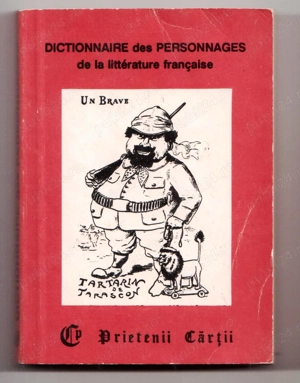 DICTIONNAIRE des PERSONNAGES
de la littérature française
UN BRAVE
TARTARIN
DE
TARASCON
Cp Prietenii Cărţii